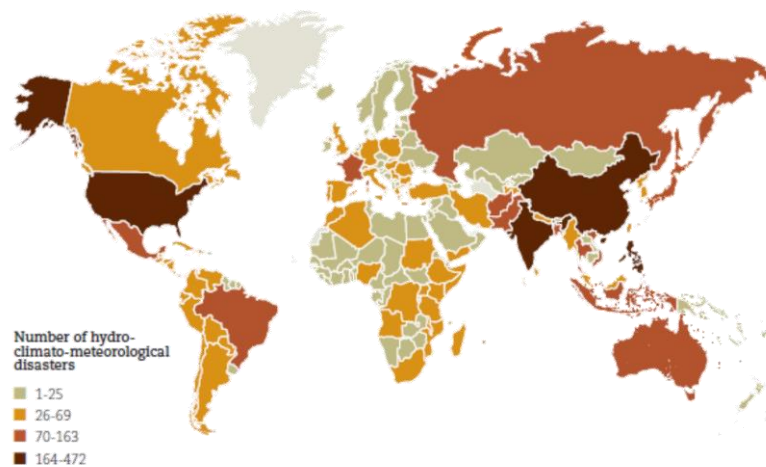 Number of hydro-
climato-meteorological
disasters
1-25
26-69
70-163
164-472